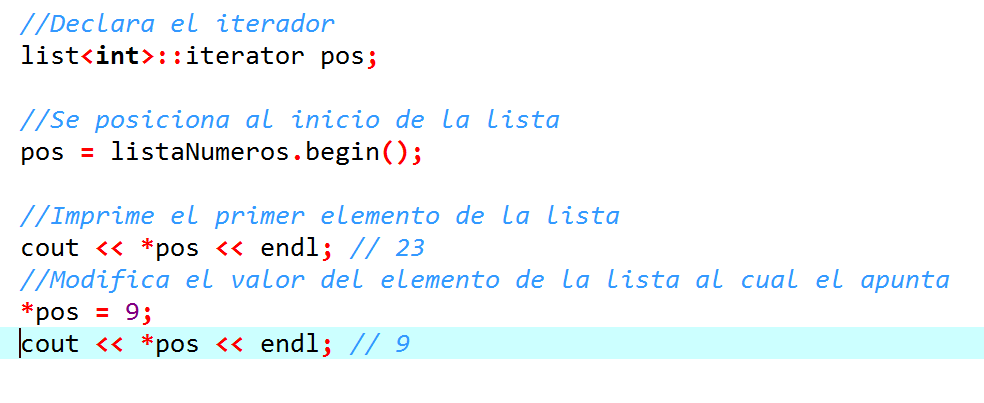 //Declara el iterador
list<int>::iterator pos;
//Se posiciona al inicio de la lista
pos = listaNumeros.begin();
//Imprime el primer elemento de la lista
cout << *pos << endl; // 23
//Modifica el valor del elemento de la lista al cual el apunta
*pos = 9;
cout << *pos << endl; // 9